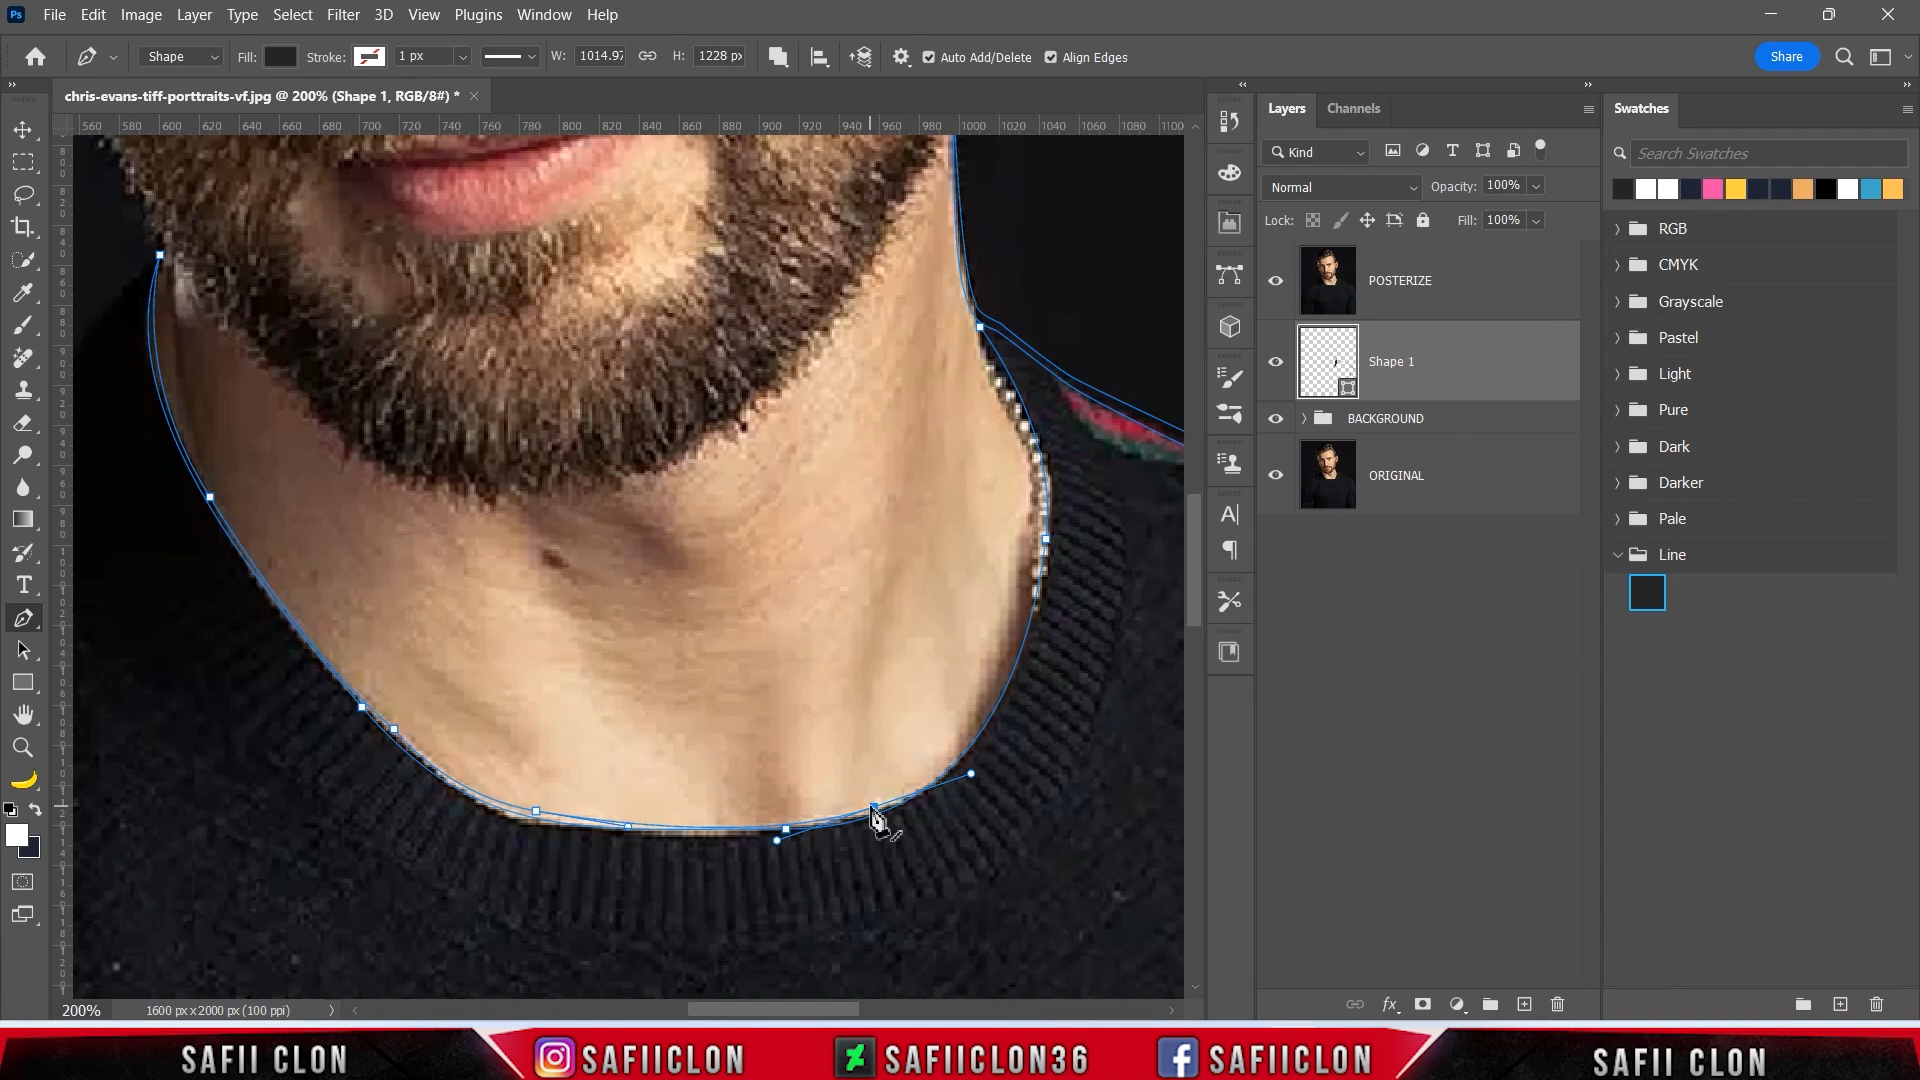 Ps File Edit Image Layer Type Select Filter 3D View Plugins Window Help
Shape Fill: Stroke: 1 px W: 1014.97 H: 1228 px Auto Add/Delete Align Edges Share
chris-evans-tiff-porttraits-vf.jpg @ 200% (Shape 1, RGB/8#) *
560 580 600 620 640 660 680 700 720 740 760 780 800 820 840 860 880 900 920 940 960 980 1000 1020 1040 1060 1080 1100
Layers Channels
Kind
Normal Opacity: 100%
Lock: Fill: 100%
POSTERIZE
Shape 1
BACKGROUND
ORIGINAL
Swatches
Search Swatches
RGB
CMYK
Grayscale
Pastel
Light
Pure
Dark
Darker
Pale
Line
200% 1600 px x 2000 px (100 ppi)
SAFII CLON SAFIICLON SAFIICLON36 SAFIICLON SAFII CLON